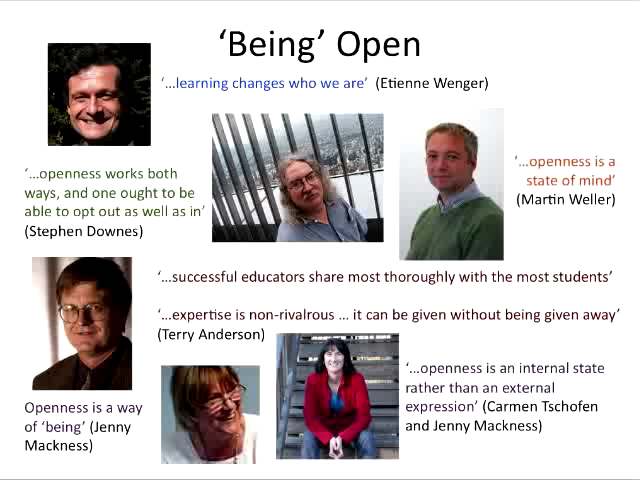 ‘Being’ Open
‘…learning changes who we are’ (Etienne Wenger)
‘…openness works both
ways, and one ought to be
able to opt out as well as in’
(Stephen Downes)
‘…openness is a
state of mind’
(Martin Weller)
‘…successful educators share most thoroughly with the most students’
‘…expertise is non-rivalrous … it can be given without being given away’
(Terry Anderson)
‘…openness is an internal state
rather than an external
expression’ (Carmen Tschofen
and Jenny Mackness)
Openness is a way
of ‘being’ (Jenny
Mackness)